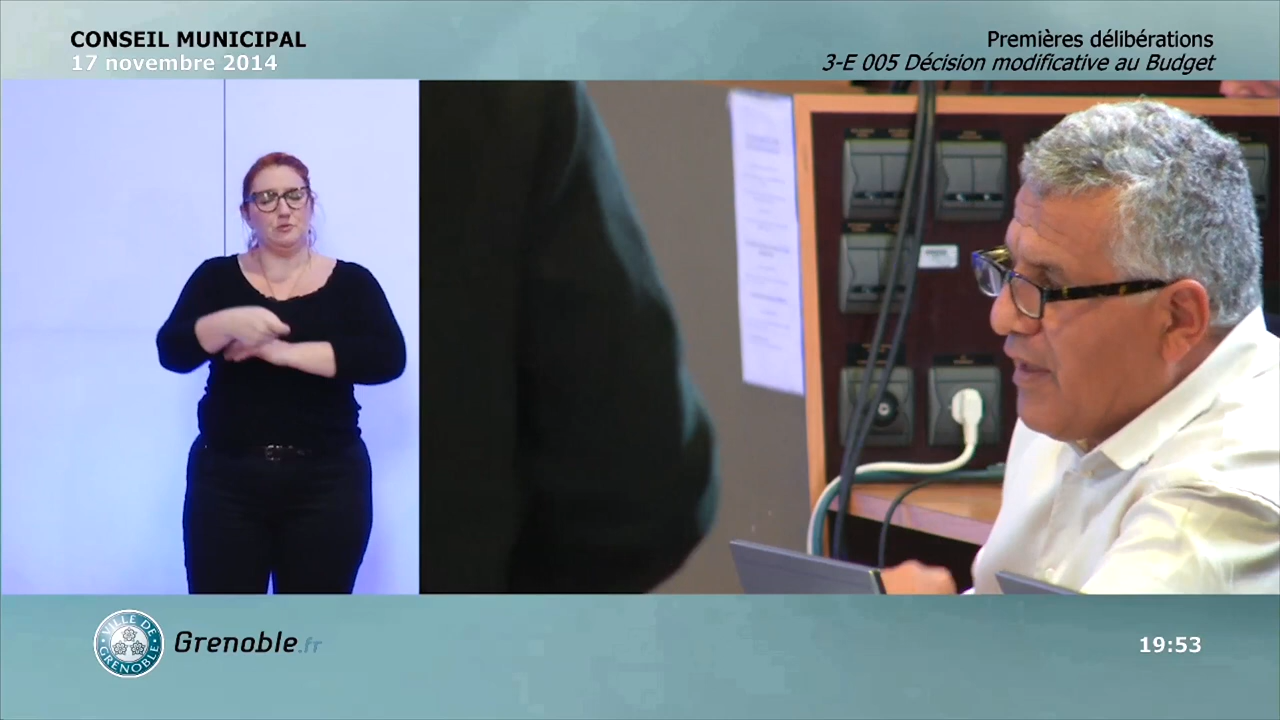 CONSEIL MUNICIPAL
17 novembre 2014
Premières délibérations
3-E 005 Décision modificative au Budget
VILLE DE GRENOBLE
Grenoble.fr
19:53